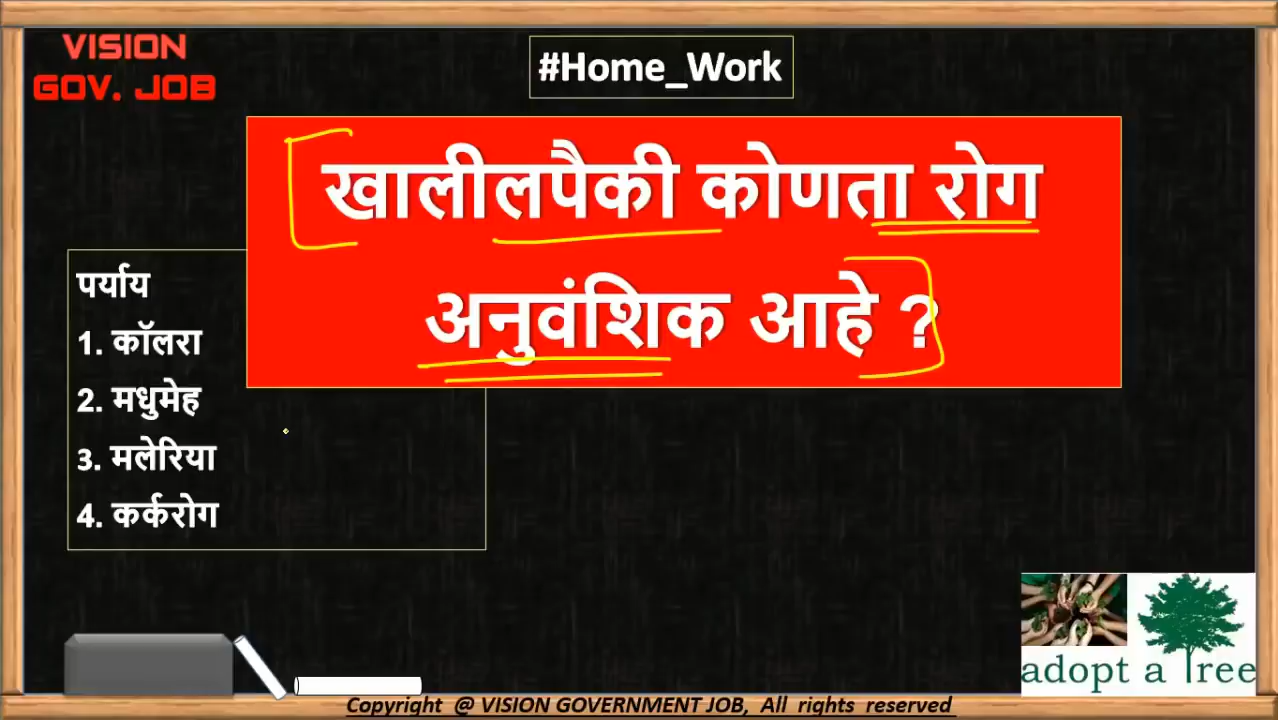 VISION
GOV. JOB
#Home_Work
खालीलपैकी कोणता रोग
अनुवंशिक आहे ?
पर्याय
1. कॉलरा
2. मधुमेह
3. मलेरिया
4. कर्करोग
adopt a Tree
Copyright @ VISION GOVERNMENT JOB, All rights reserved